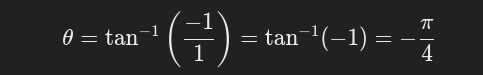 θ = tan⁻¹(−1/1) = tan⁻¹(−1) = −π/4